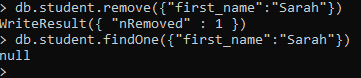 > db.student.remove({"first_name":"Sarah"})
WriteResult({ "nRemoved" : 1 })
> db.student.findOne({"first_name":"Sarah"})
null
>